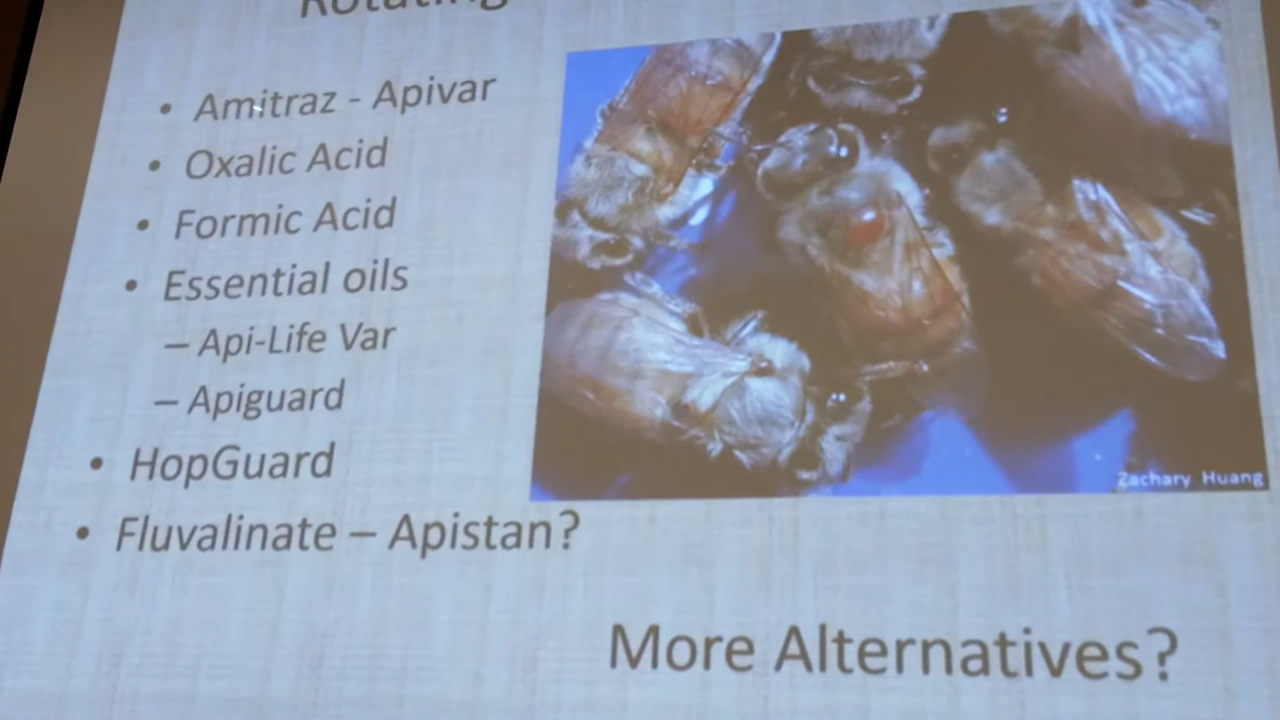 Rotating
• Amitraz - Apivar
• Oxalic Acid
• Formic Acid
• Essential oils
– Api-Life Var
– Apiguard
• HopGuard
• Fluvalinate – Apistan?
Zachary Huang
More Alternatives?